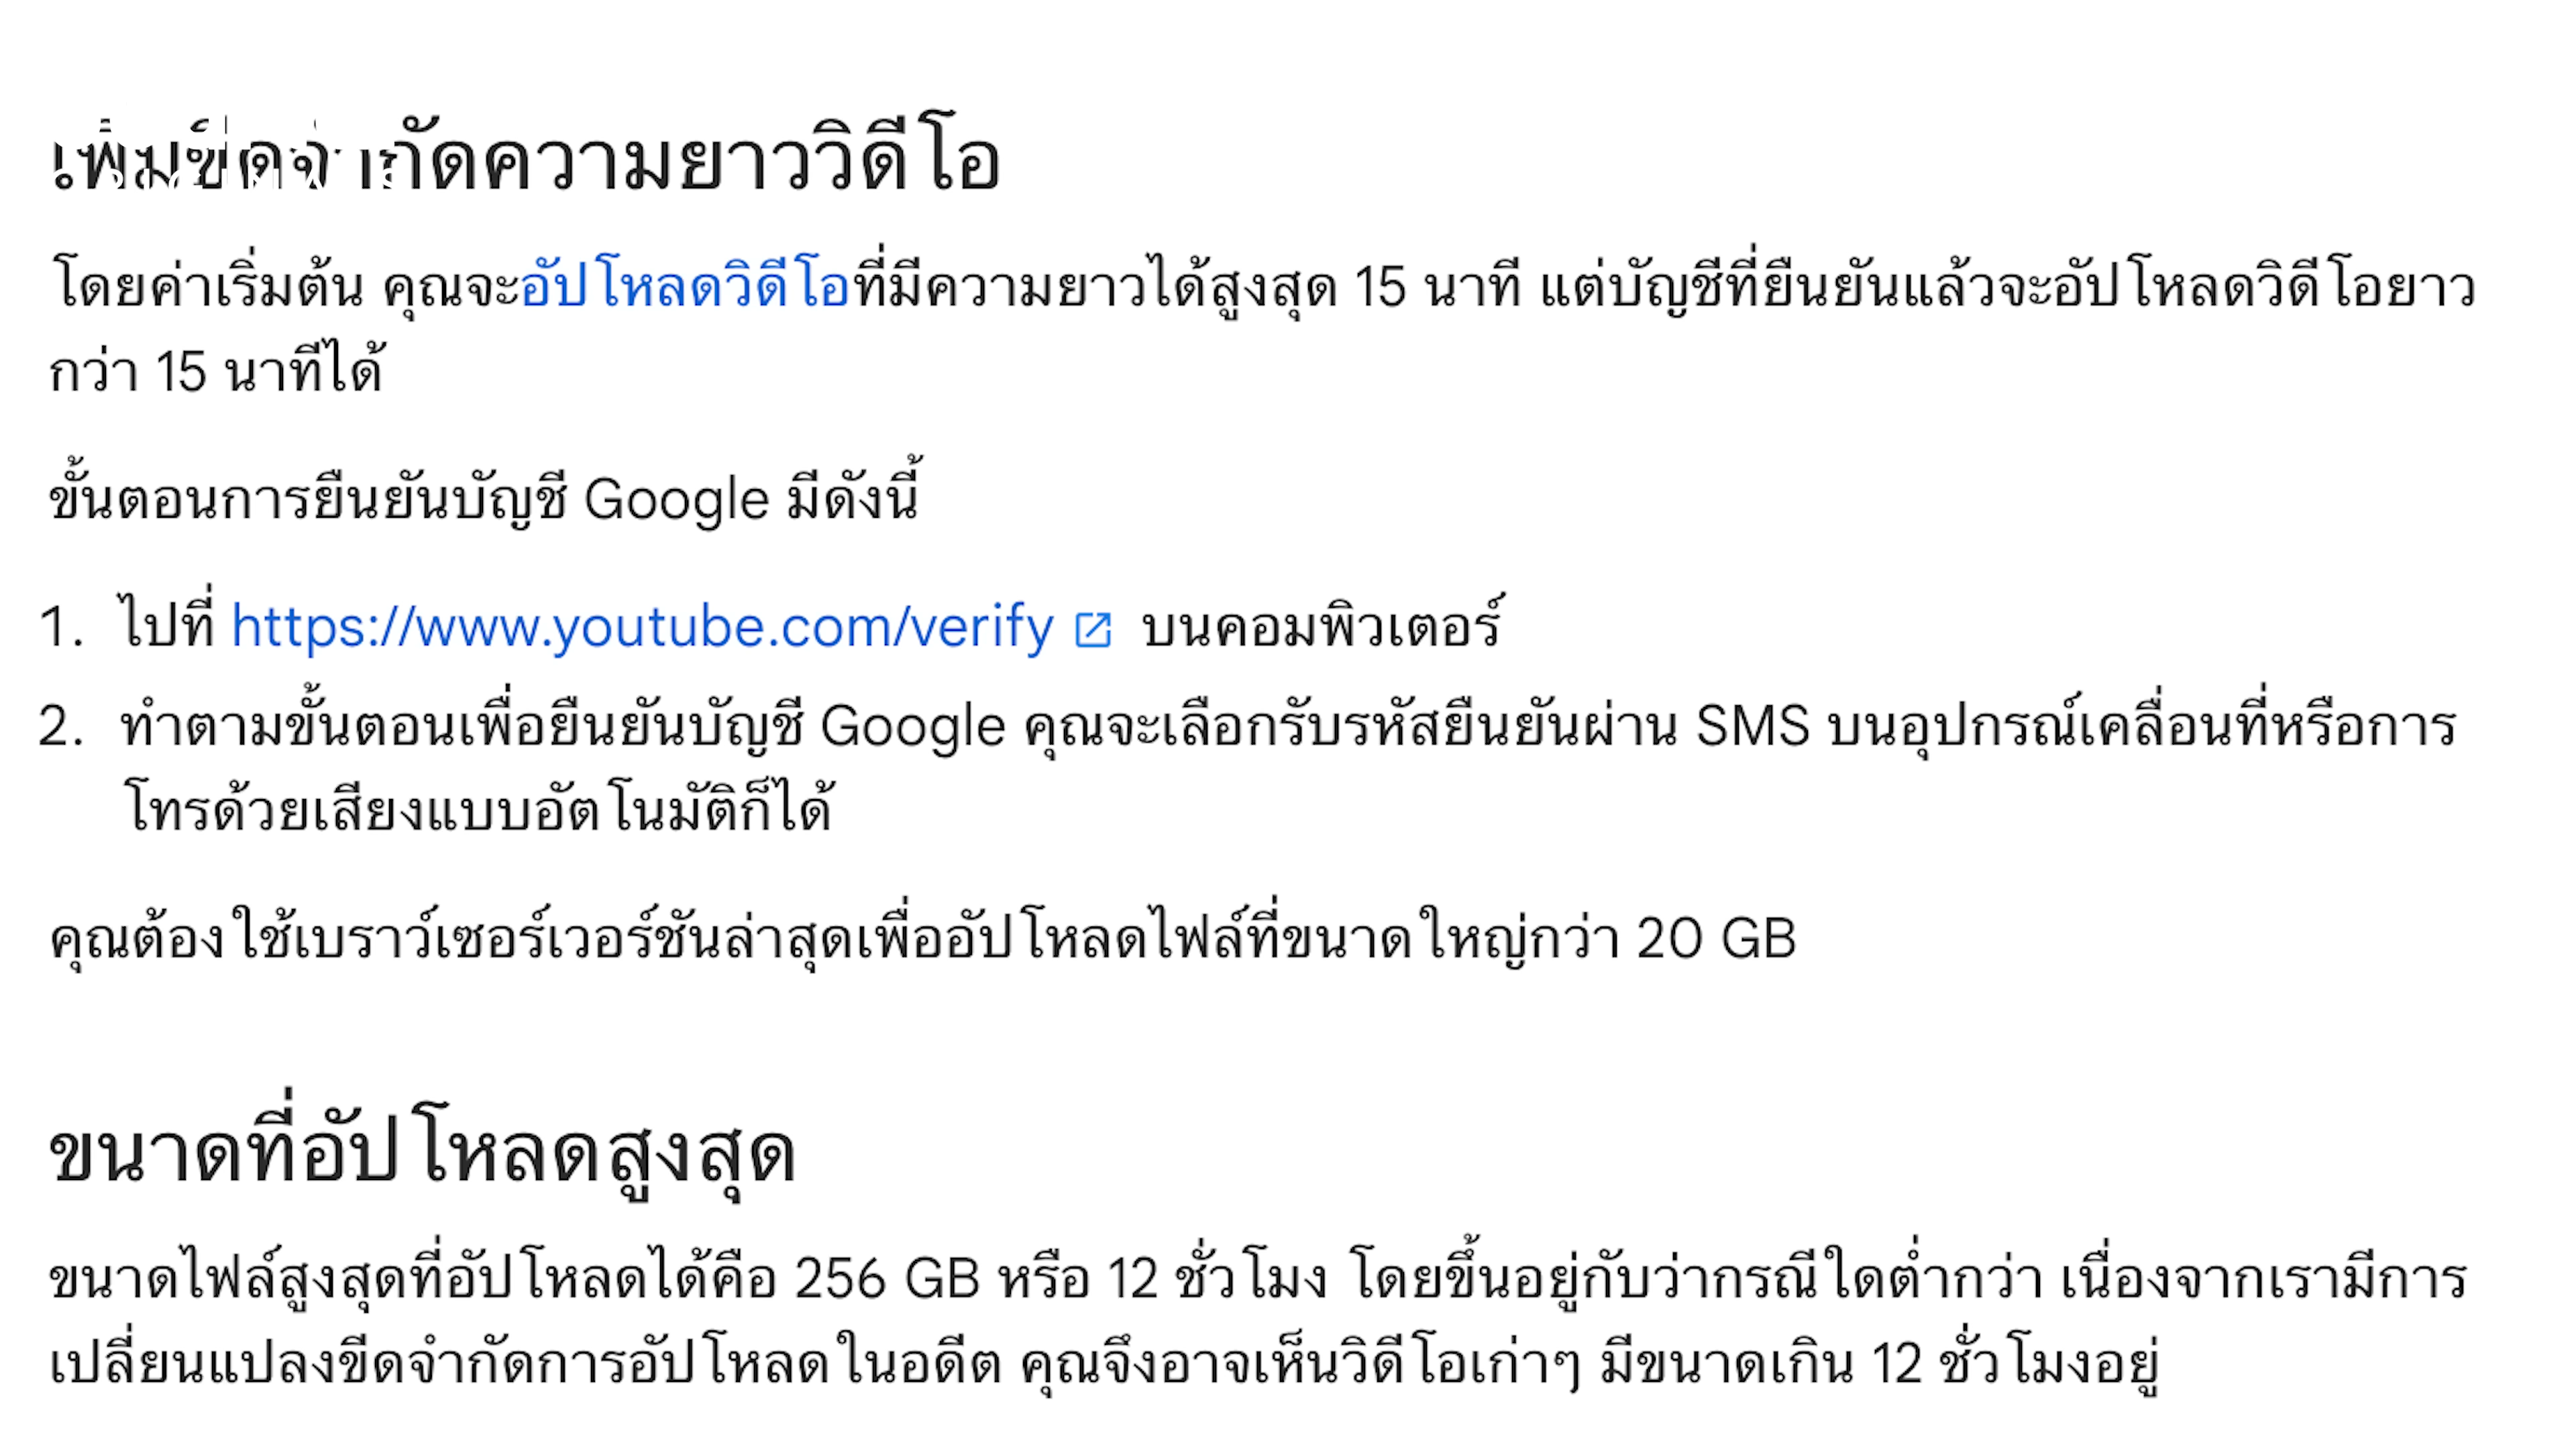 เพิ่มขีดจำกัดความยาววิดีโอ
โดยค่าเริ่มต้น คุณจะอัปโหลดวิดีโอที่มีความยาวได้สูงสุด 15 นาที แต่บัญชีที่ยืนยันแล้วจะอัปโหลดวิดีโอยาว
กว่า 15 นาทีได้
ขั้นตอนการยืนยันบัญชี Google มีดังนี้
1. ไปที่ https://www.youtube.com/verify บนคอมพิวเตอร์
2. ทำตามขั้นตอนเพื่อยืนยันบัญชี Google คุณจะเลือกรับรหัสยืนยันผ่าน SMS บนอุปกรณ์เคลื่อนที่หรือการ
โทรด้วยเสียงแบบอัตโนมัติก็ได้
คุณต้องใช้เบราว์เซอร์เวอร์ชันล่าสุดเพื่ออัปโหลดไฟล์ที่ขนาดใหญ่กว่า 20 GB
ขนาดที่อัปโหลดสูงสุด
ขนาดไฟล์สูงสุดที่อัปโหลดได้คือ 256 GB หรือ 12 ชั่วโมง โดยขึ้นอยู่กับว่ากรณีใดต่ำกว่า เนื่องจากเรามีการ
เปลี่ยนแปลงขีดจำกัดการอัปโหลดในอดีต คุณจึงอาจเห็นวิดีโอเก่าๆ มีขนาดเกิน 12 ชั่วโมงอยู่